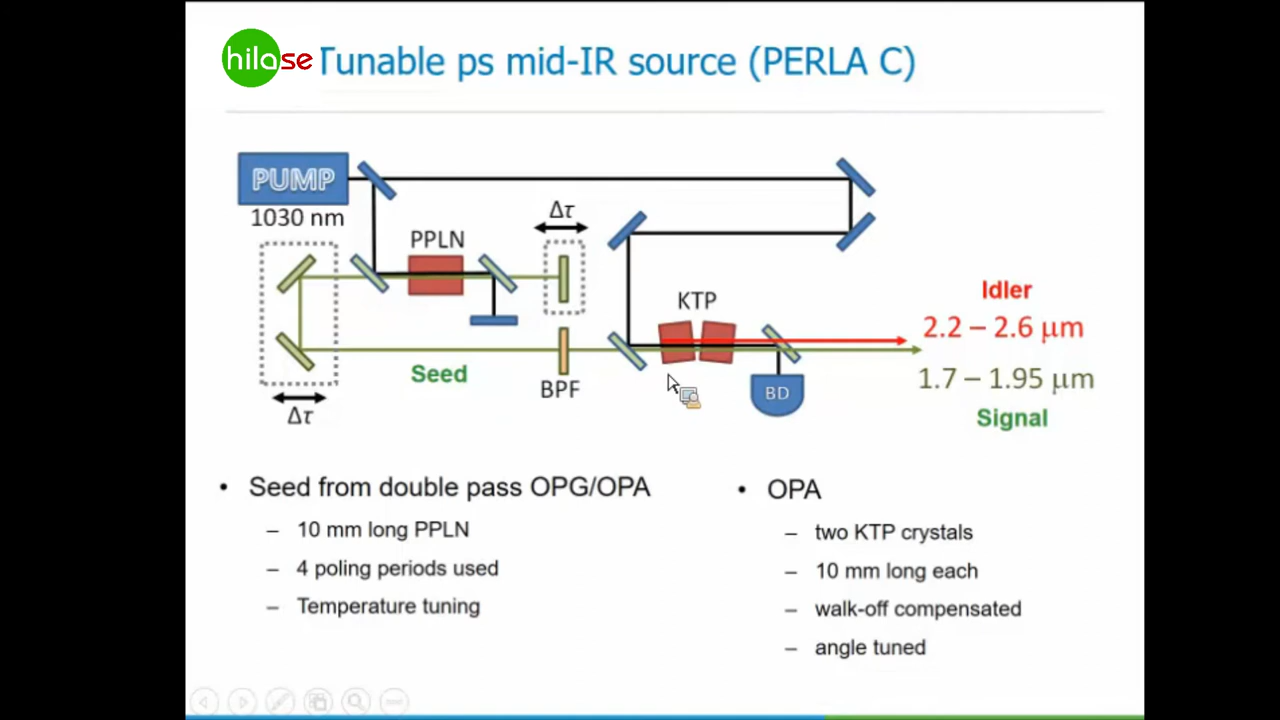 hilase
Tunable ps mid-IR source (PERLA C)
PUMP
1030 nm
PPLN
Δτ
KTP
Idler
2.2 – 2.6 µm
1.7 – 1.95 µm
Signal
Seed
BPF
BD
Δτ
• Seed from double pass OPG/OPA
– 10 mm long PPLN
– 4 poling periods used
– Temperature tuning
• OPA
– two KTP crystals
– 10 mm long each
– walk-off compensated
– angle tuned